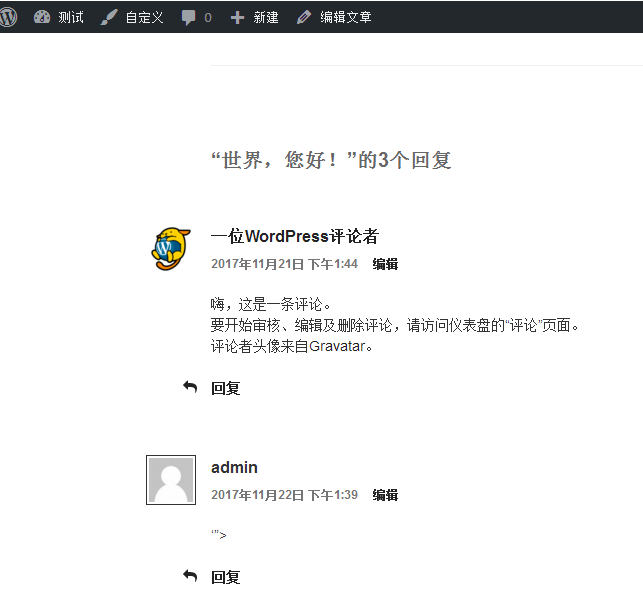 测试 自定义 0 新建 编辑文章
“世界，您好！”的3个回复
一位WordPress评论者
2017年11月21日 下午1:44 编辑
嗨，这是一条评论。
要开始审核、编辑及删除评论，请访问仪表盘的“评论”页面。
评论者头像来自Gravatar。
回复
admin
2017年11月22日 下午1:39 编辑
‘”>
回复